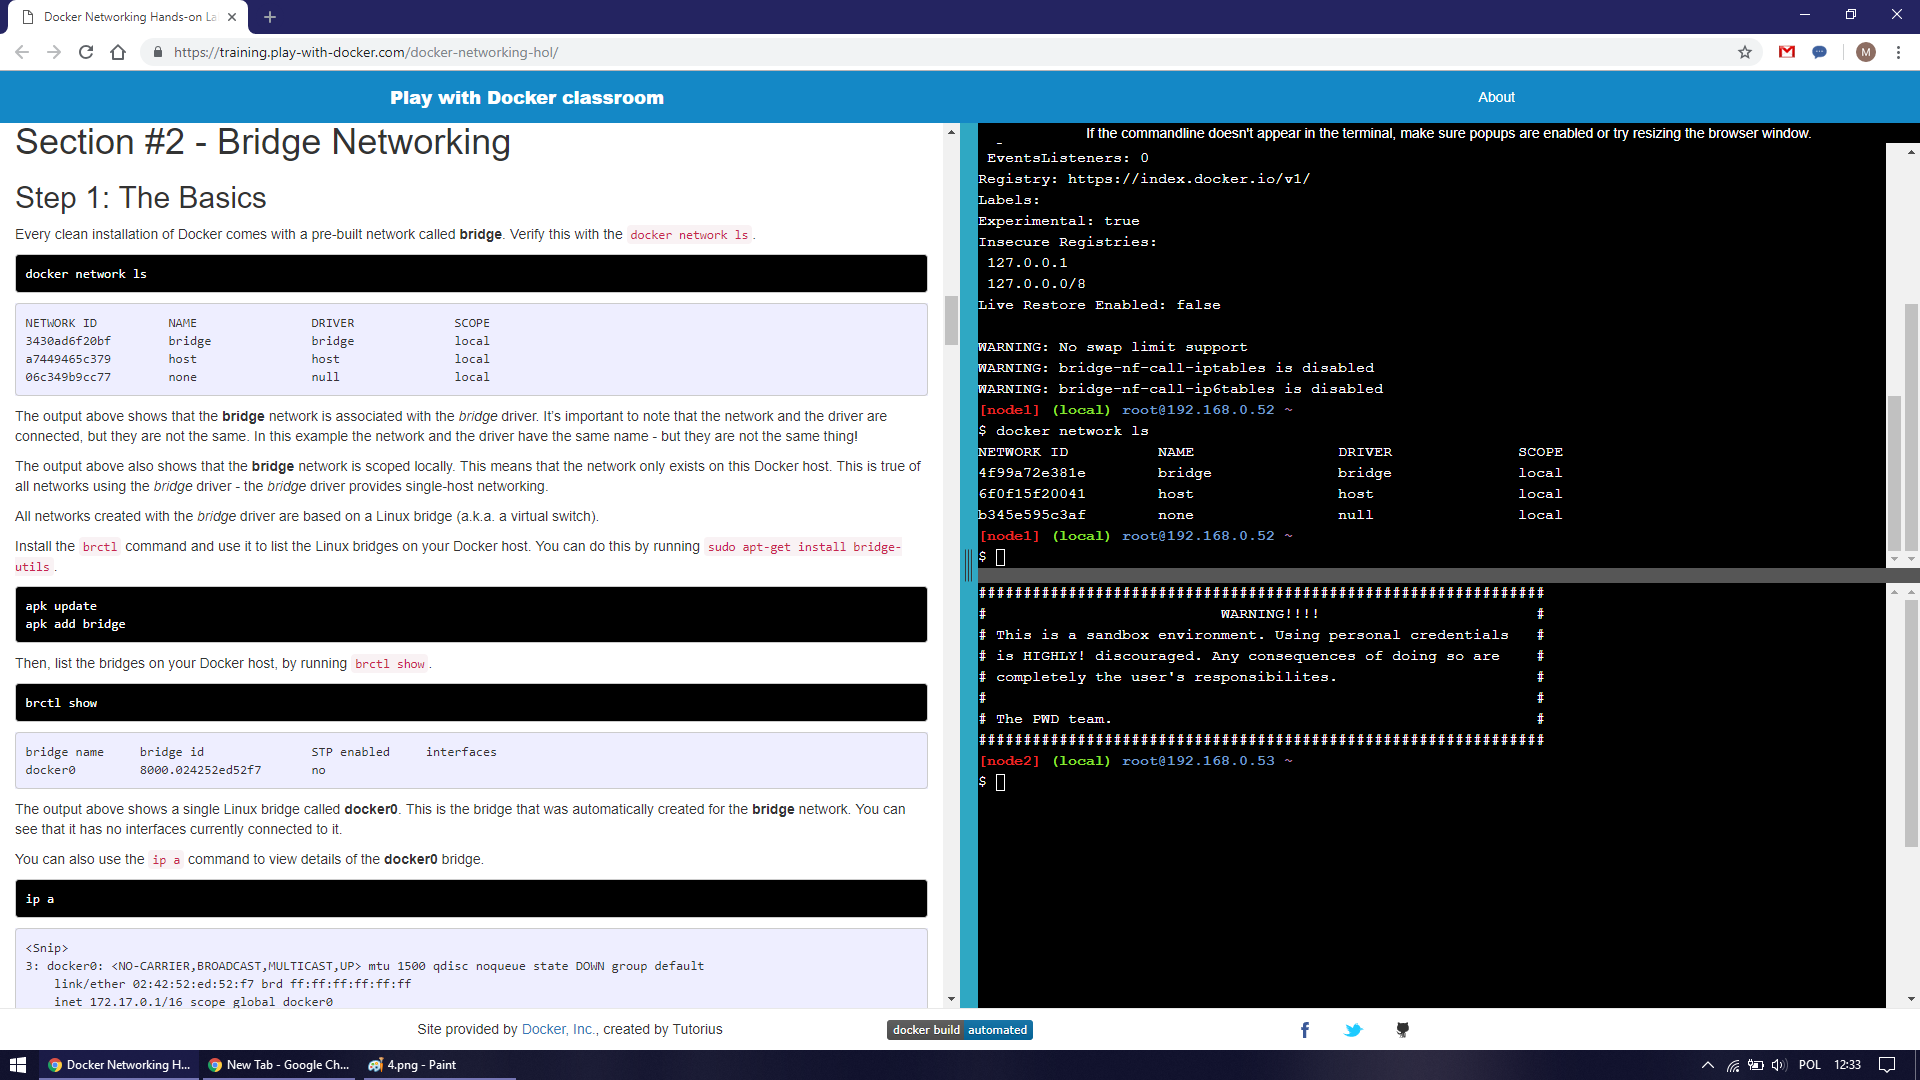 Docker Networking Hands-on La
https://training.play-with-docker.com/docker-networking-hol/
M
Play with Docker classroom
About
Section #2 - Bridge Networking
Step 1: The Basics
Every clean installation of Docker comes with a pre-built network called bridge. Verify this with the docker network ls.
docker network ls
NETWORK ID NAME DRIVER SCOPE
3430ad6f20bf bridge bridge local
a7449465c379 host host local
06c349b9cc77 none null local
The output above shows that the bridge network is associated with the bridge driver. It's important to note that the network and the driver are
connected, but they are not the same. In this example the network and the driver have the same name - but they are not the same thing!
The output above also shows that the bridge network is scoped locally. This means that the network only exists on this Docker host. This is true of
all networks using the bridge driver - the bridge driver provides single-host networking.
All networks created with the bridge driver are based on a Linux bridge (a.k.a. a virtual switch).
Install the brctl command and use it to list the Linux bridges on your Docker host. You can do this by running sudo apt-get install bridge-
utils.
apk update
apk add bridge
Then, list the bridges on your Docker host, by running brctl show.
brctl show
bridge name bridge id STP enabled interfaces
docker0 8000.024252ed52f7 no
The output above shows a single Linux bridge called docker0. This is the bridge that was automatically created for the bridge network. You can
see that it has no interfaces currently connected to it.
You can also use the ip a command to view details of the docker0 bridge.
ip a
<Snip>
3: docker0: <NO-CARRIER,BROADCAST,MULTICAST,UP> mtu 1500 qdisc noqueue state DOWN group default
link/ether 02:42:52:ed:52:f7 brd ff:ff:ff:ff:ff:ff
inet 172.17.0.1/16 scope global docker0
If the commandline doesn't appear in the terminal, make sure popups are enabled or try resizing the browser window.
EventsListeners: 0
Registry: https://index.docker.io/v1/
Labels:
Experimental: true
Insecure Registries:
127.0.0.1
127.0.0.0/8
Live Restore Enabled: false
WARNING: No swap limit support
WARNING: bridge-nf-call-iptables is disabled
WARNING: bridge-nf-call-ip6tables is disabled
[node1] (local) root@192.168.0.52 ~
$ docker network ls
NETWORK ID NAME DRIVER SCOPE
4f99a72e381e bridge bridge local
6f0f15f20041 host host local
b345e595c3af none null local
[node1] (local) root@192.168.0.52 ~
$
###############################################################
# WARNING!!!! #
# This is a sandbox environment. Using personal credentials #
# is HIGHLY! discouraged. Any consequences of doing so are #
# completely the user's responsibilites. #
# #
# The PWD team. #
###############################################################
[node2] (local) root@192.168.0.53 ~
$
Site provided by Docker, Inc., created by Tutorius
docker build automated
Docker Networking H...
New Tab - Google Ch...
4.png - Paint
POL
12:33